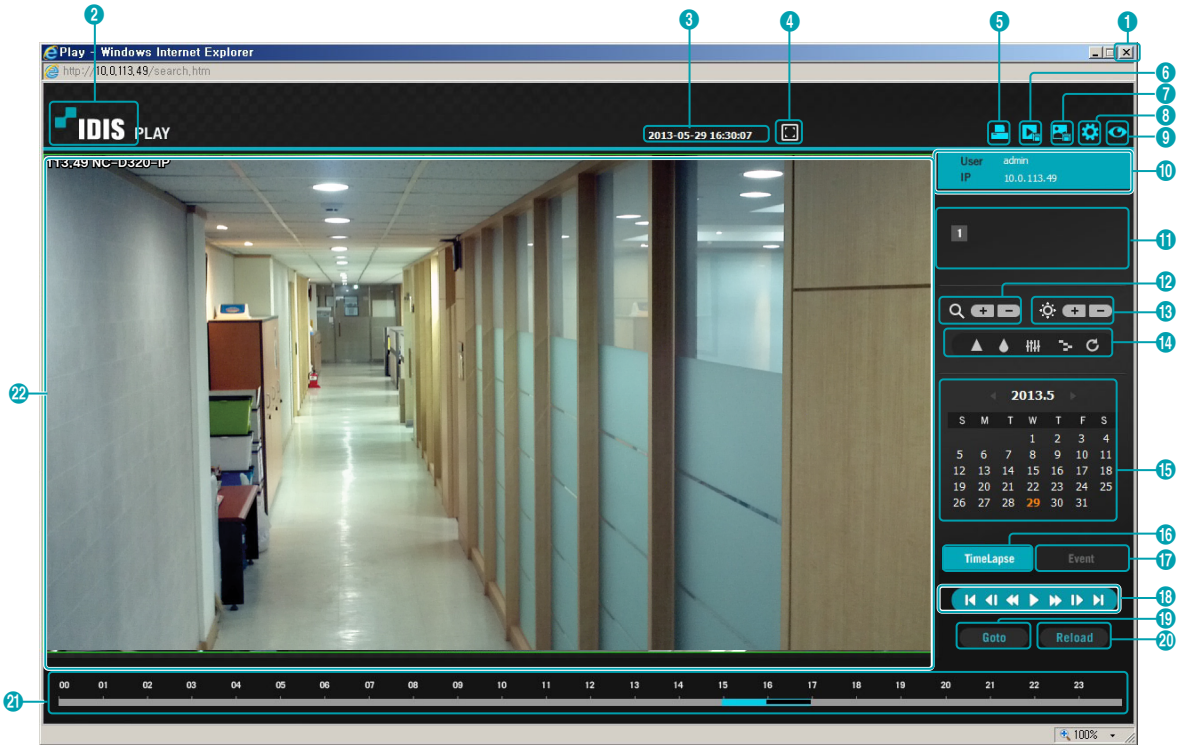 2
3
4
5
1
Play - Windows Internet Explorer
http://10.0.113.49/search.htm
6
7
8
9
IDIS PLAY
2013-05-29 16:30:07
113.49 NC-D320-IP
User admin
IP 10.0.113.49
10
1
11
12
13
14
22
2013.5
S M T W T F S
1 2 3 4
5 6 7 8 9 10 11
12 13 14 15 16 17 18
19 20 21 22 23 24 25
26 27 28 29 30 31
15
16
TimeLapse
Event
17
18
19
Goto
Reload
20
00 01 02 03 04 05 06 07 08 09 10 11 12 13 14 15 16 17 18 19 20 21 22 23
21
100%